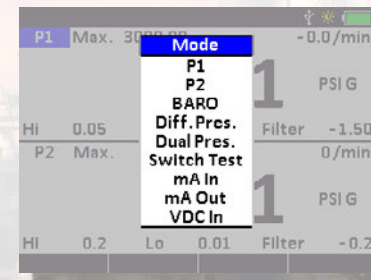 P1 Max. 3000.00 -0.0/min
Mode
P1
P2
BARO
Diff. Pres.
Dual Pres.
Switch Test
mA In
mA Out
VDC In
1 PSI G
Hi 0.05 Filter -1.50
P2 Max. 0/min
1 PSI G
HI 0.2 Lo 0.01 Filter -0.2